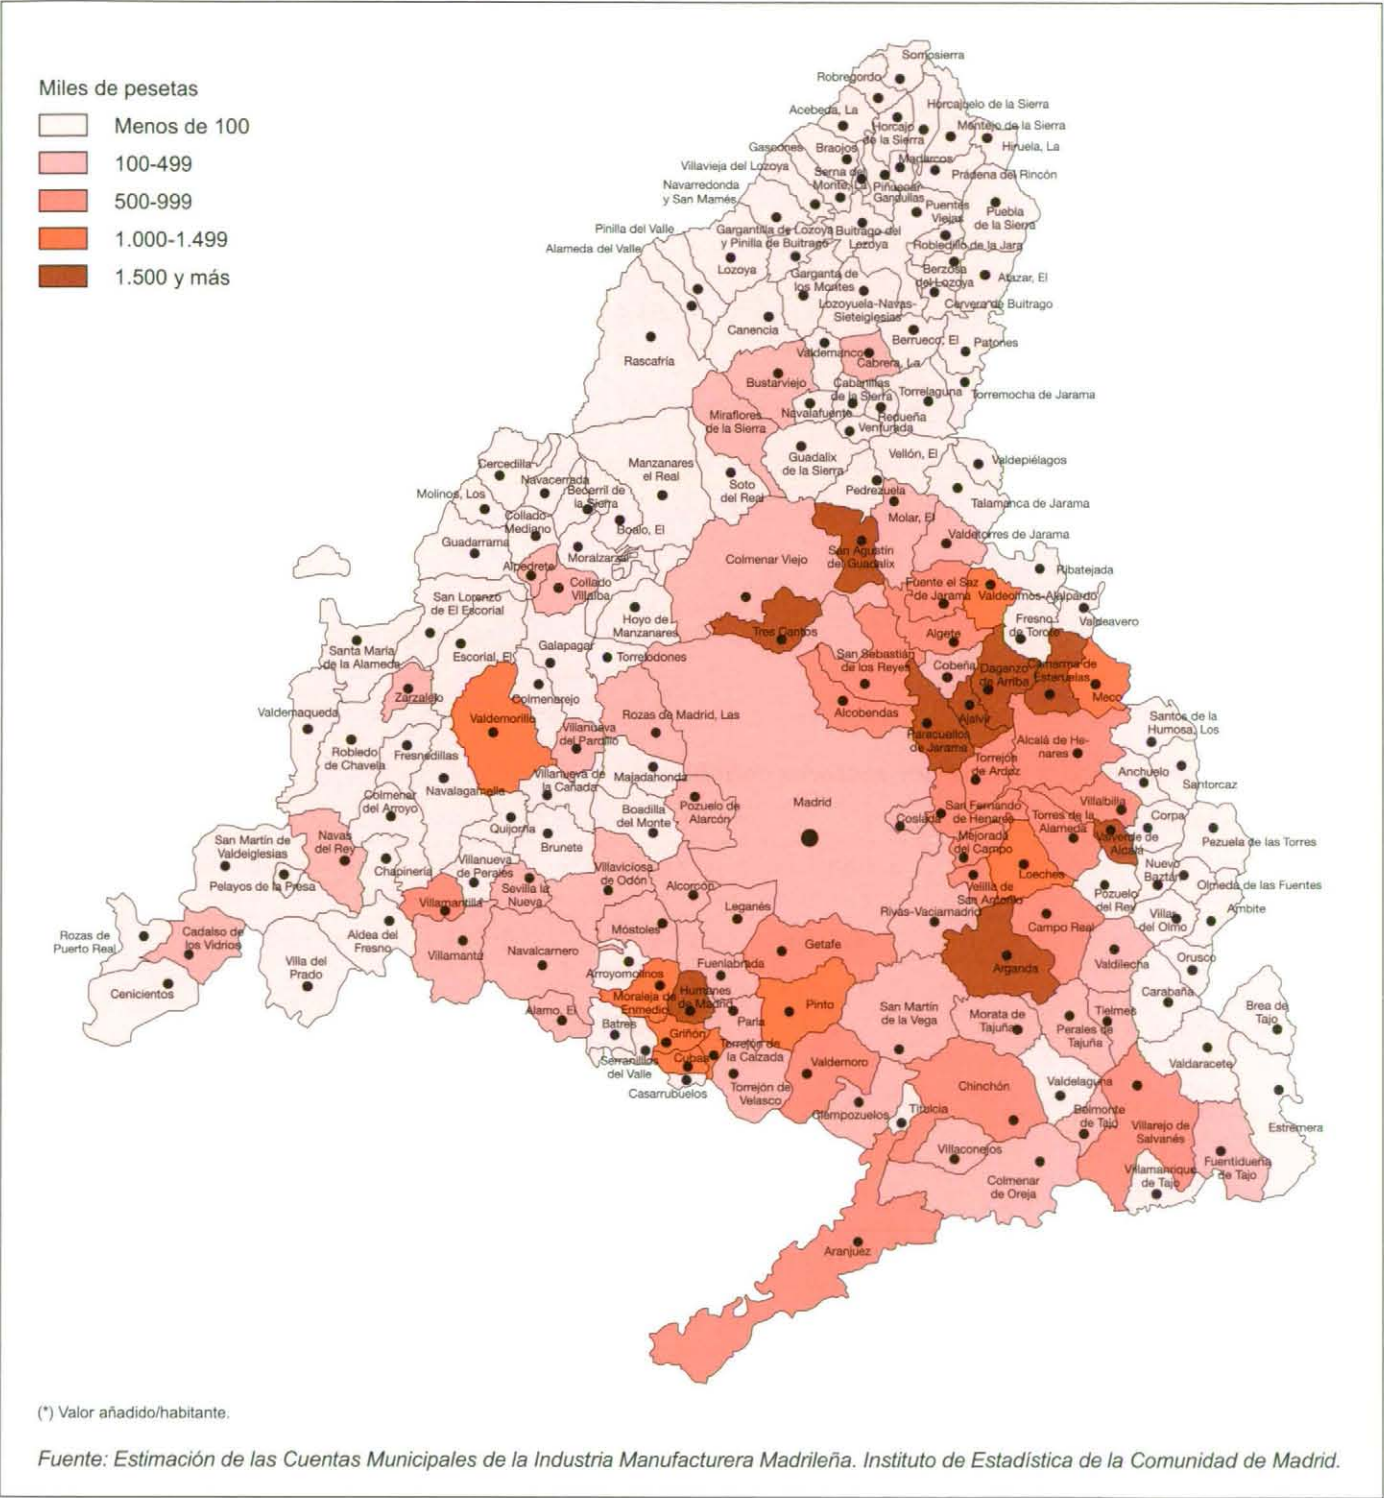 Miles de pesetas
Menos de 100
100-499
500-999
1.000-1.499
1.500 y más
Somosierra
Robregordo
Horcajuelo de la Sierra
Acebeda, La
Horcajo
de la Sierra
Montejo de la Sierra
Hiruela, La
Gascones
Braojos
Madarcos
Villavieja del Lozoya
Serna del
Monte, La
Prádena del Rincón
Navarredonda
y San Mamés
Piñuécar-
Gandullas
Puentes
Viejas
Puebla
de la Sierra
Pinilla del Valle
Gargantilla de Lozoya
y Pinilla de Buitrago
Buitrago del
Lozoya
Robledillo de la Jara
Alameda del Valle
Lozoya
Garganta de
los Montes
Berzosa
del Lozoya
Atazar, El
Lozoyuela-Navas-
Sieteiglesias
Cervera de Buitrago
Canencia
Berrueco, El
Patones
Rascafría
Valdemanco
Cabrera, La
Bustarviejo
Cabanillas
de la Sierra
Torrelaguna
Torremocha de Jarama
Miraflores
de la Sierra
Navalafuente
Redueña
Venturada
Guadalix
de la Sierra
Vellón, El
Valdepiélagos
Cercedilla
Manzanares
el Real
Navacerrada
Becerril de
la Sierra
Soto
del Real
Pedrezuela
Molinos, Los
Talamanca de Jarama
Collado
Mediano
Boalo, El
Molar, El
Guadarrama
Moralzarzal
Colmenar Viejo
San Agustín
del Guadalix
Valdetorres de Jarama
Alpedrete
Collado
Villalba
Ribatejada
Fuente el Saz
de Jarama
Valdeolmos-Alalpardo
San Lorenzo
de El Escorial
Hoyo de
Manzanares
Fresno
de Torote
Valdeavero
Tres Cantos
Algete
Santa María
de la Alameda
Escorial, El
Galapagar
Torrelodones
San Sebastián
de los Reyes
Cobeña
Daganzo
de Arriba
Camarma de
Esteruelas
Zarzalejo
Colmenarejo
Meco
Valdemaqueda
Valdemorillo
Rozas de Madrid, Las
Alcobendas
Ajalvir
Santos de la
Humosa, Los
Villanueva
del Pardillo
Paracuellos
de Jarama
Alcalá de He-
nares
Robledo
de Chavela
Fresnedillas
Torrejón
de Ardoz
Anchuelo
Navalagamella
Villanueva de
la Cañada
Majadahonda
Santorcaz
Colmenar
del Arroyo
Boadilla
del Monte
Pozuelo de
Alarcón
Madrid
Villalbilla
San Fernando
de Henares
Torres de la
Alameda
Coslada
Corpa
Quijorna
San Martín de
Valdeiglesias
Navas
del Rey
Brunete
Mejorada
del Campo
Valverde de
Alcalá
Pezuela de las Torres
Chapinería
Villanueva
de Perales
Villaviciosa
de Odón
Loeches
Nuevo
Baztán
Pelayos de la Presa
Sevilla la
Nueva
Alcorcón
Velilla de
San Antonio
Pozuelo
del Rey
Olmeda de las Fuentes
Villamantilla
Leganés
Rivas-Vaciamadrid
Villar
del Olmo
Ambite
Rozas de
Puerto Real
Cadalso de
los Vidrios
Aldea del
Fresno
Móstoles
Campo Real
Getafe
Villa del
Prado
Villamanta
Navalcarnero
Fuenlabrada
Arganda
Valdilecha
Orusco
Cenicientos
Arroyomolinos
Carabaña
Moraleja de
Enmedio
Humanes
de Madrid
Pinto
San Martín
de la Vega
Morata de
Tajuña
Tielmes
Brea de
Tajo
Alamo, El
Batres
Griñón
Parla
Perales de
Tajuña
Serranillos
del Valle
Cubas
Torrejón de
la Calzada
Valdemoro
Valdaracete
Casarrubuelos
Torrejón de
Velasco
Chinchón
Valdelaguna
Ciempozuelos
Titulcia
Belmonte
de Tajo
Villarejo de
Salvanés
Estremera
Villaconejos
Villamanrique
de Tajo
Fuentidueña
de Tajo
Colmenar
de Oreja
Aranjuez
(*) Valor añadido/habitante.
Fuente: Estimación de las Cuentas Municipales de la Industria Manufacturera Madrileña. Instituto de Estadística de la Comunidad de Madrid.